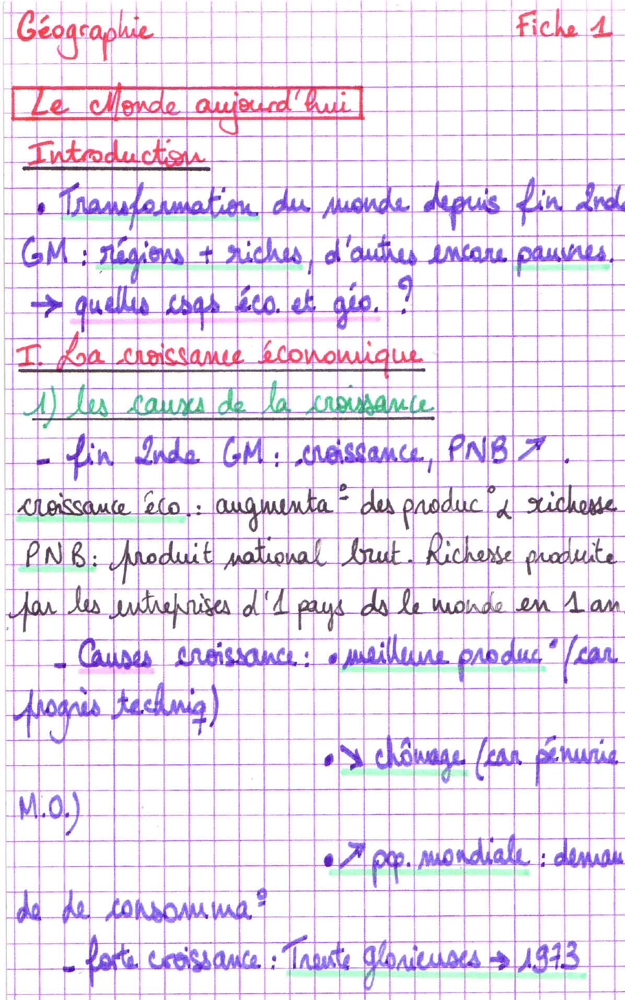 Géographie Fiche 1
Le Monde aujourd'hui
Introduction
• Transformation du monde depuis fin 2nde
GM : régions + riches, d'autres encore pauvres.
→ quelles csqs éco. et géo. ?
I. La croissance économique
1) les causes de la croissance
- fin 2nde GM : croissance, PNB ↗ .
croissance éco. : augmenta° des produc° & richesse
PNB : produit national brut. Richesse produite
par les entreprises d'1 pays ds le monde en 1 an.
- Causes croissance : • meilleure produc° (car
progrès techniq)
• ↘ chômage (car pénurie
M.O.)
• ↗ pop. mondiale : deman
de de consomma°
- forte croissance : Trente glorieuses → 1973